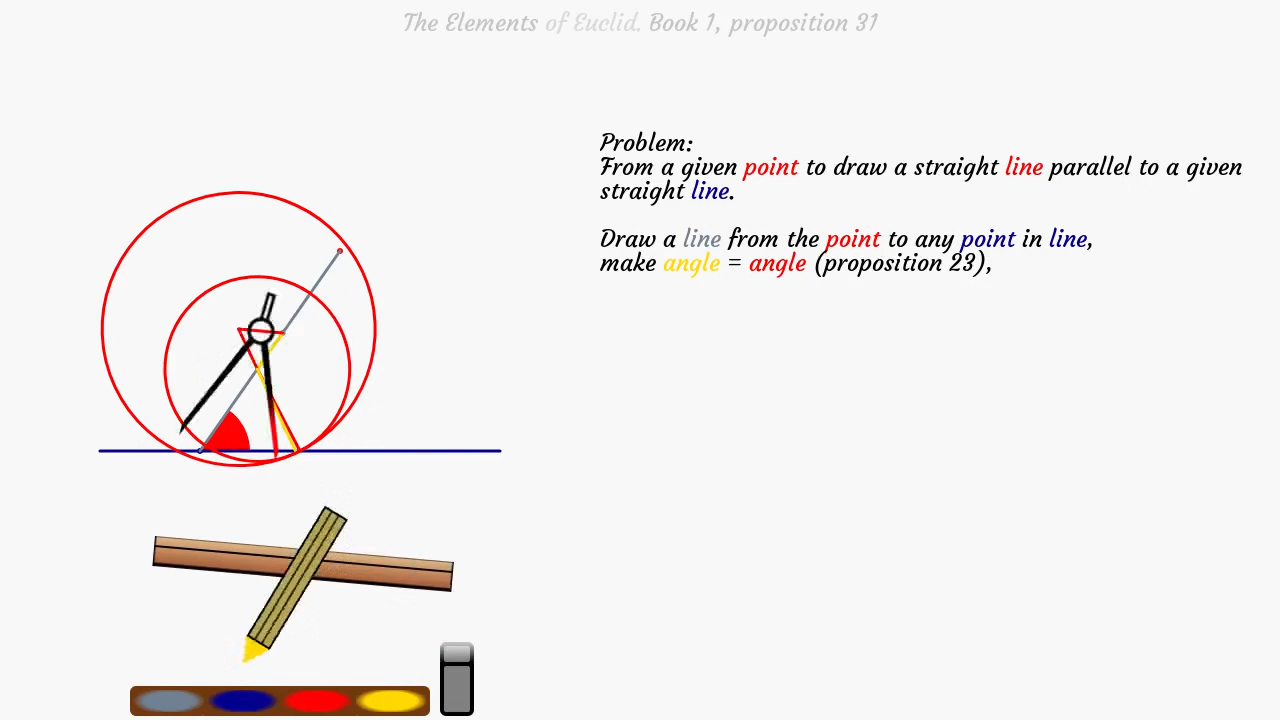 The Elements of Euclid. Book 1, proposition 31
Problem:
From a given point to draw a straight line parallel to a given
straight line.
Draw a line from the point to any point in line,
make angle = angle (proposition 23),